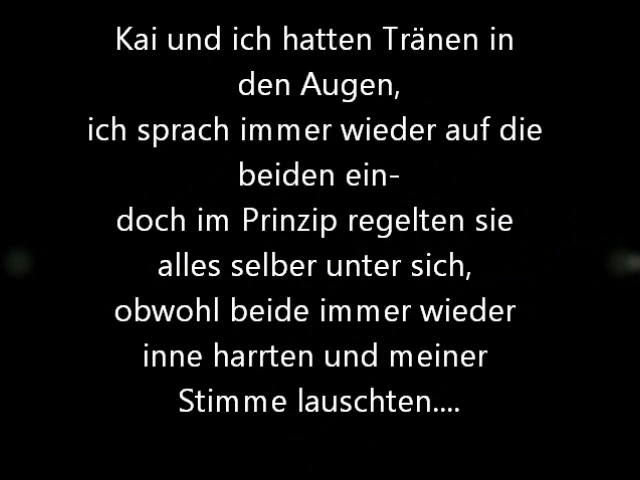 Kai und ich hatten Tränen in
den Augen,
ich sprach immer wieder auf die
beiden ein-
doch im Prinzip regelten sie
alles selber unter sich,
obwohl beide immer wieder
inne harrten und meiner
Stimme lauschten....